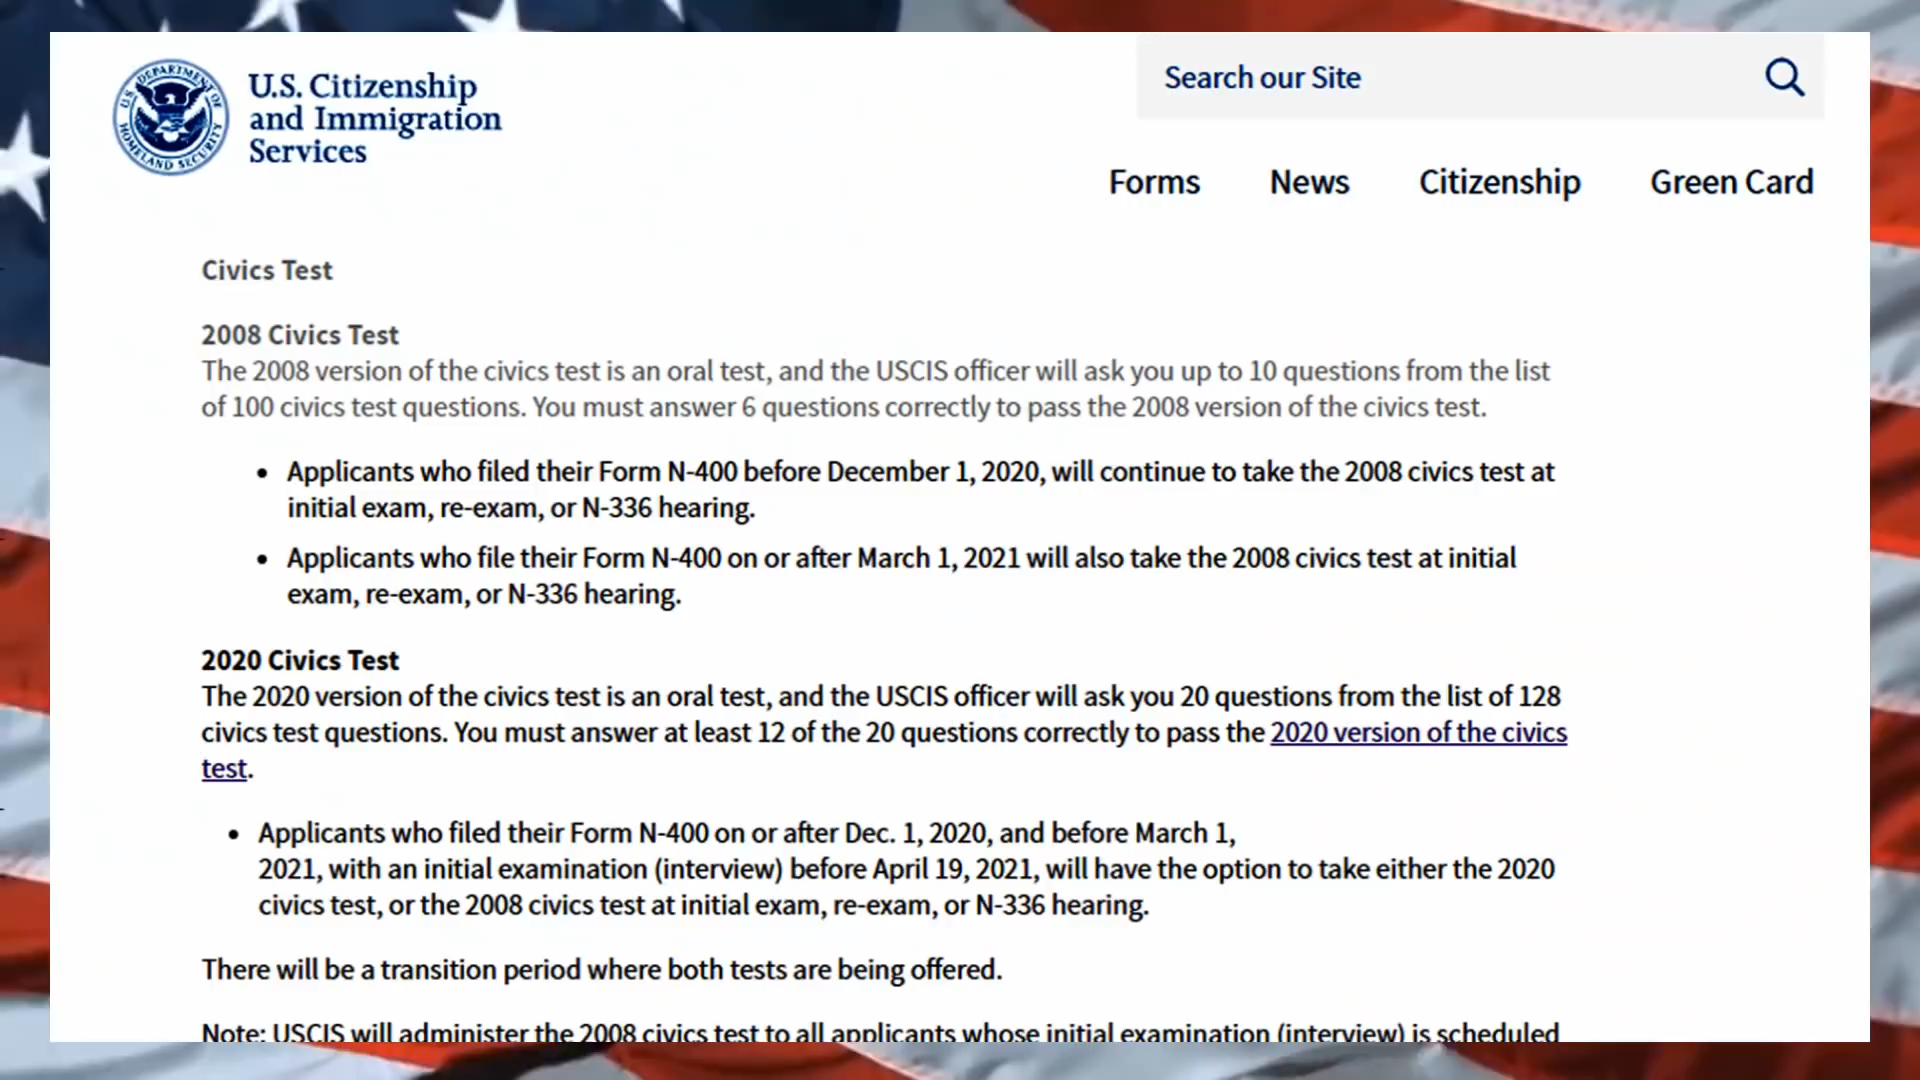 U.S. DEPARTMENT OF HOMELAND SECURITY
U.S. Citizenship
and Immigration
Services
Search our Site
Forms News Citizenship Green Card
Civics Test
2008 Civics Test
The 2008 version of the civics test is an oral test, and the USCIS officer will ask you up to 10 questions from the list
of 100 civics test questions. You must answer 6 questions correctly to pass the 2008 version of the civics test.
• Applicants who filed their Form N-400 before December 1, 2020, will continue to take the 2008 civics test at
initial exam, re-exam, or N-336 hearing.
• Applicants who file their Form N-400 on or after March 1, 2021 will also take the 2008 civics test at initial
exam, re-exam, or N-336 hearing.
2020 Civics Test
The 2020 version of the civics test is an oral test, and the USCIS officer will ask you 20 questions from the list of 128
civics test questions. You must answer at least 12 of the 20 questions correctly to pass the 2020 version of the civics
test.
• Applicants who filed their Form N-400 on or after Dec. 1, 2020, and before March 1,
2021, with an initial examination (interview) before April 19, 2021, will have the option to take either the 2020
civics test, or the 2008 civics test at initial exam, re-exam, or N-336 hearing.
There will be a transition period where both tests are being offered.
Note: USCIS will administer the 2008 civics test to all applicants whose initial examination (interview) is scheduled